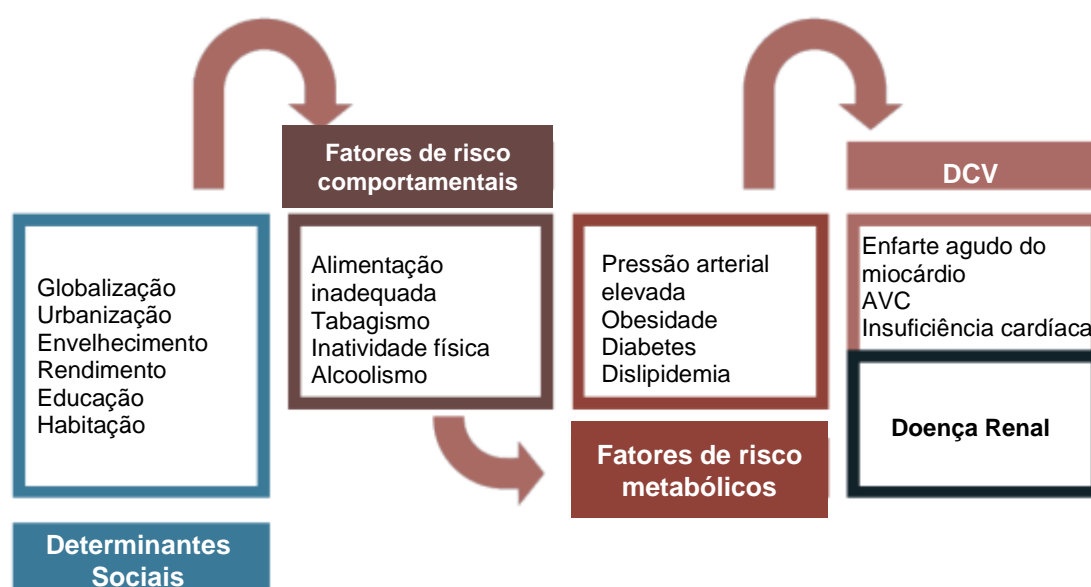 Globalização
Urbanização
Envelhecimento
Rendimento
Educação
Habitação
Determinantes
Sociais
Fatores de risco
comportamentais
Alimentação
inadequada
Tabagismo
Inatividade física
Alcoolismo
Pressão arterial
elevada
Obesidade
Diabetes
Dislipidemia
Fatores de risco
metabólicos
DCV
Enfarte agudo do
miocárdio
AVC
Insuficiência cardíaca
Doença Renal